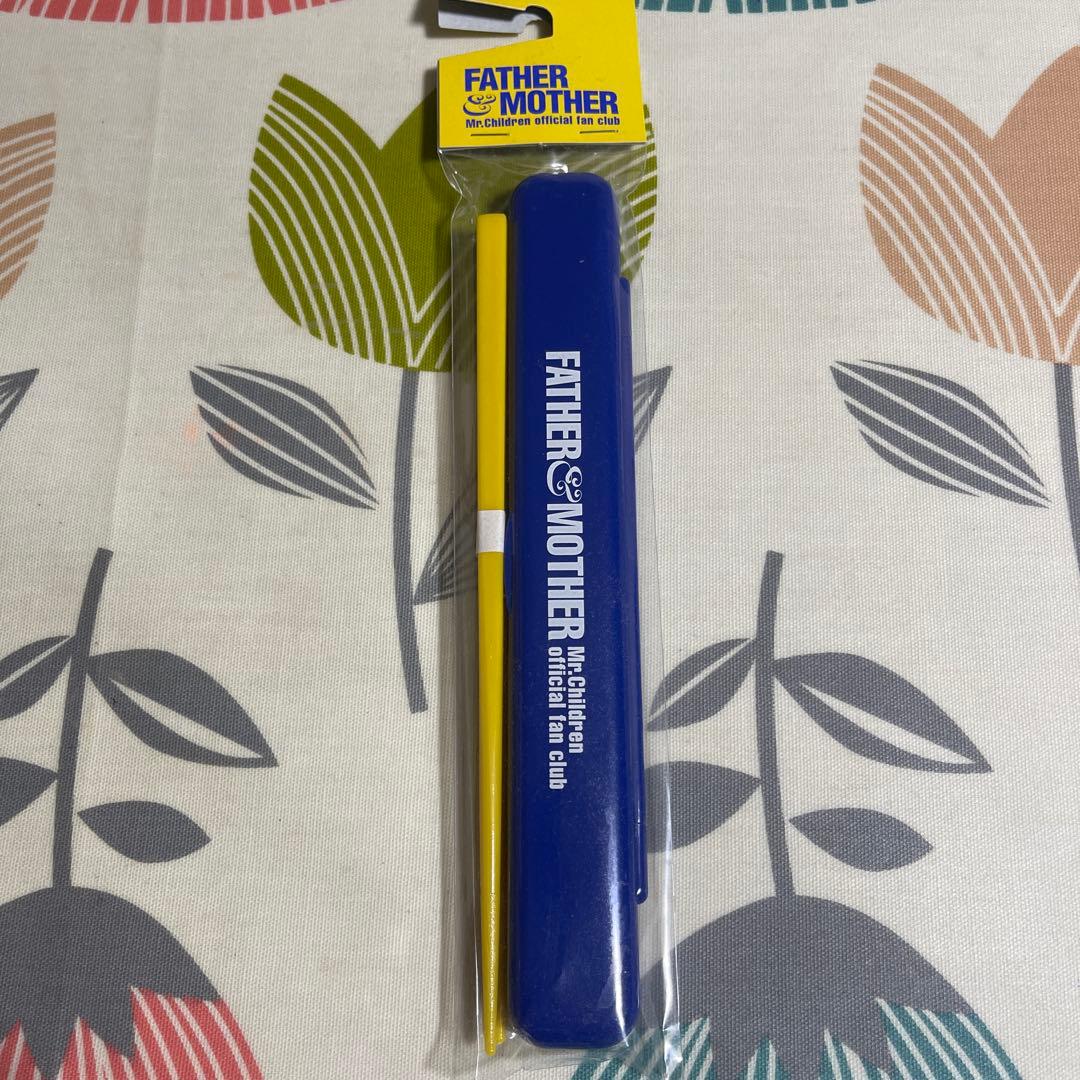 FATHER
& MOTHER
Mr.Children official fan club
FATHER & MOTHER
Mr.Children
official fan club